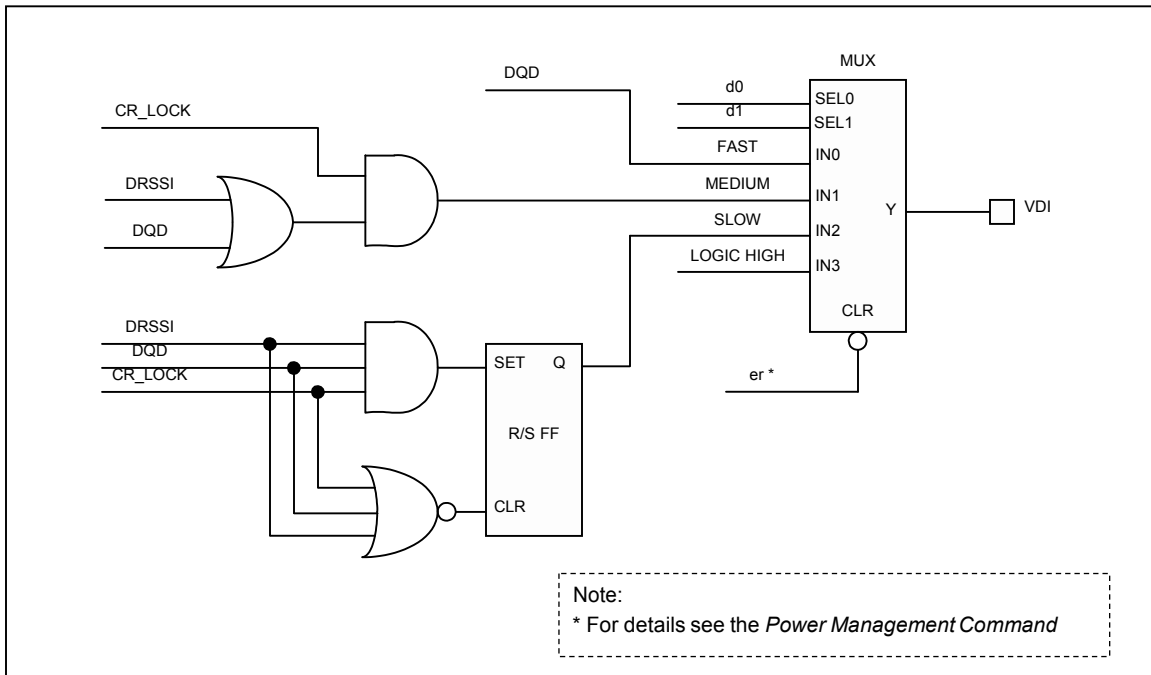 MUX
DQD
d0
SEL0
CR_LOCK
d1
SEL1
FAST
IN0
DRSSI
MEDIUM
IN1
Y
VDI
DQD
SLOW
IN2
LOGIC HIGH
IN3
CLR
DRSSI
DQD
SET
Q
CR_LOCK
er *
R/S FF
CLR
Note:
* For details see the Power Management Command